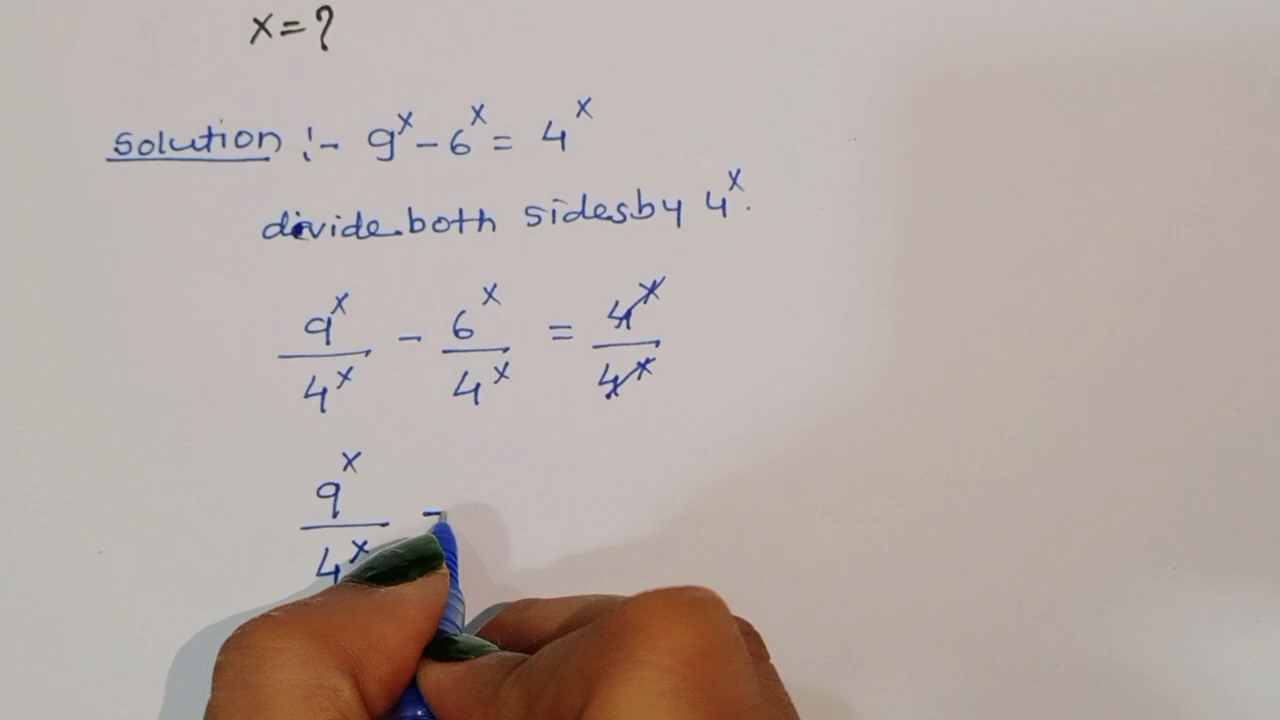 x = ?
Solution :- 9^x - 6^x = 4^x
divide both sides by 4^x.
9^x/4^x - 6^x/4^x = 4^x/4^x
9^x/4^x -